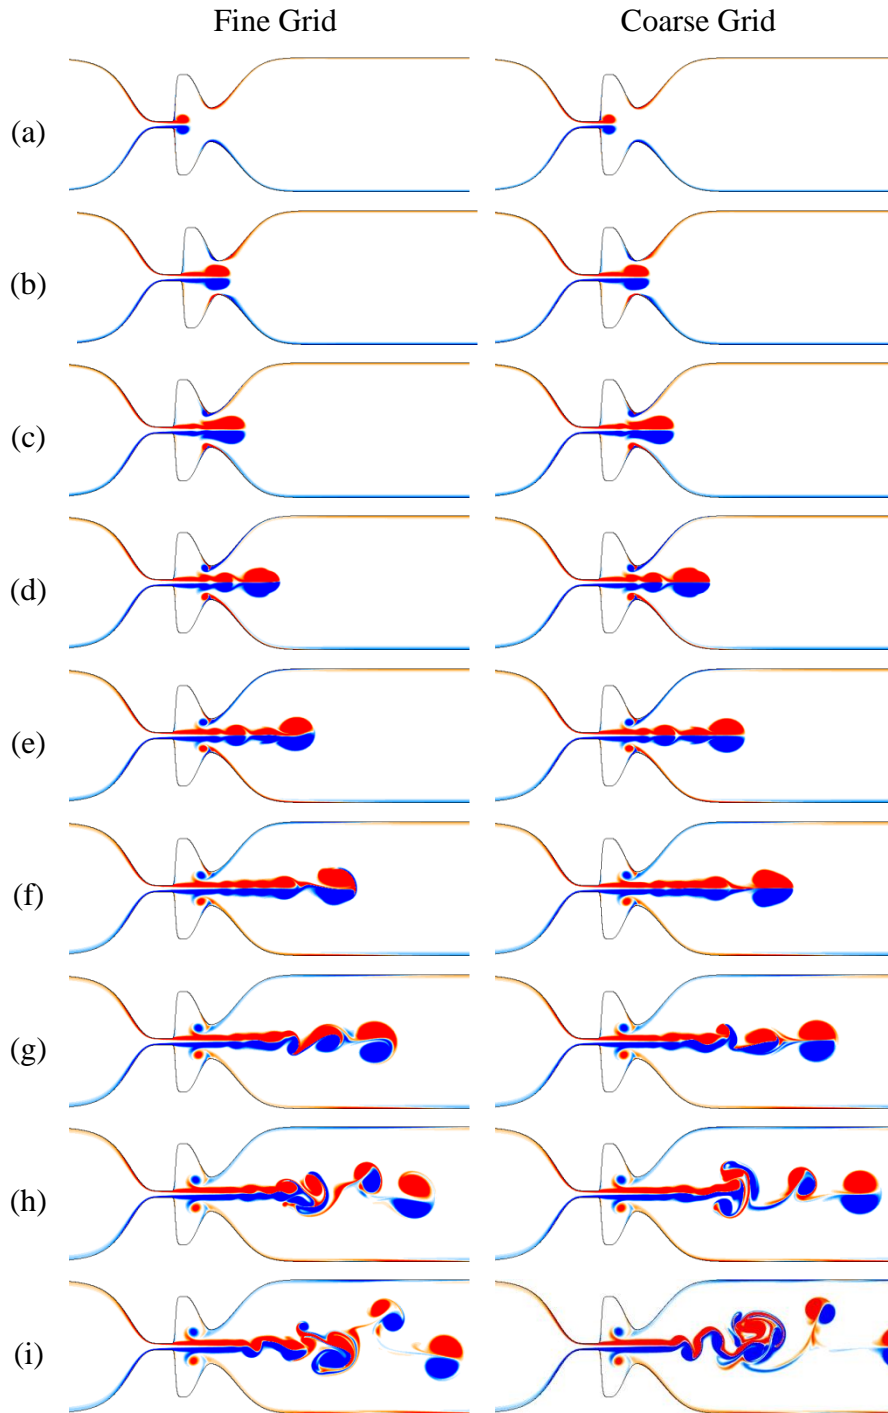 Fine Grid
Coarse Grid
(a)
(b)
(c)
(d)
(e)
(f)
(g)
(h)
(i)